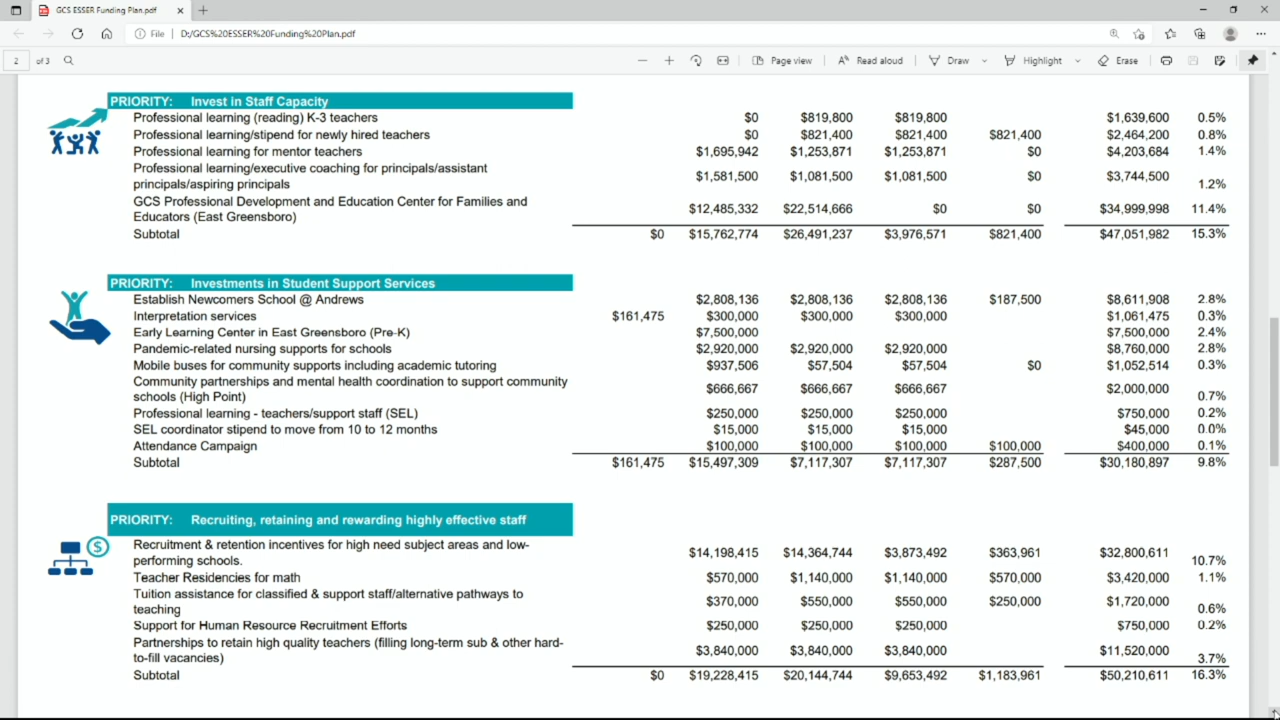 GCS ESSER Funding Plan.pdf
File | D:/GCS%20ESSER%20Funding%20Plan.pdf
2 of 3 Page view Read aloud Draw Highlight Erase
PRIORITY: Invest in Staff Capacity
Professional learning (reading) K-3 teachers $0 $819,800 $819,800 $1,639,600 0.5%
Professional learning/stipend for newly hired teachers $0 $821,400 $821,400 $821,400 $2,464,200 0.8%
Professional learning for mentor teachers $1,695,942 $1,253,871 $1,253,871 $0 $4,203,684 1.4%
Professional learning/executive coaching for principals/assistant
principals/aspiring principals $1,581,500 $1,081,500 $1,081,500 $0 $3,744,500 1.2%
GCS Professional Development and Education Center for Families and
Educators (East Greensboro) $12,485,332 $22,514,666 $0 $0 $34,999,998 11.4%
Subtotal $0 $15,762,774 $26,491,237 $3,976,571 $821,400 $47,051,982 15.3%
PRIORITY: Investments in Student Support Services
Establish Newcomers School @ Andrews $2,808,136 $2,808,136 $2,808,136 $187,500 $8,611,908 2.8%
Interpretation services $161,475 $300,000 $300,000 $300,000 $1,061,475 0.3%
Early Learning Center in East Greensboro (Pre-K) $7,500,000 $7,500,000 2.4%
Pandemic-related nursing supports for schools $2,920,000 $2,920,000 $2,920,000 $8,760,000 2.8%
Mobile buses for community supports including academic tutoring $937,506 $57,504 $57,504 $0 $1,052,514 0.3%
Community partnerships and mental health coordination to support community
schools (High Point) $666,667 $666,667 $666,667 $2,000,000 0.7%
Professional learning - teachers/support staff (SEL) $250,000 $250,000 $250,000 $750,000 0.2%
SEL coordinator stipend to move from 10 to 12 months $15,000 $15,000 $15,000 $45,000 0.0%
Attendance Campaign $100,000 $100,000 $100,000 $100,000 $400,000 0.1%
Subtotal $161,475 $15,497,309 $7,117,307 $7,117,307 $287,500 $30,180,897 9.8%
PRIORITY: Recruiting, retaining and rewarding highly effective staff
Recruitment & retention incentives for high need subject areas and low-
performing schools. $14,198,415 $14,364,744 $3,873,492 $363,961 $32,800,611 10.7%
Teacher Residencies for math $570,000 $1,140,000 $1,140,000 $570,000 $3,420,000 1.1%
Tuition assistance for classified & support staff/alternative pathways to
teaching $370,000 $550,000 $550,000 $250,000 $1,720,000 0.6%
Support for Human Resource Recruitment Efforts $250,000 $250,000 $250,000 $750,000 0.2%
Partnerships to retain high quality teachers (filling long-term sub & other hard-
to-fill vacancies) $3,840,000 $3,840,000 $3,840,000 $11,520,000 3.7%
Subtotal $0 $19,228,415 $20,144,744 $9,653,492 $1,183,961 $50,210,611 16.3%